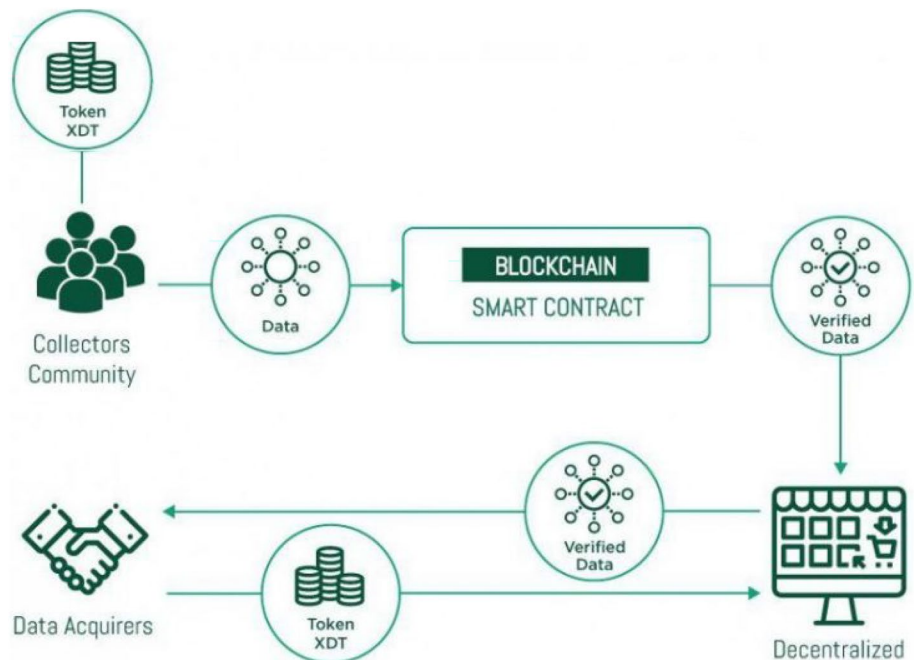 Token
XDT
BLOCKCHAIN
SMART CONTRACT
Data
Verified
Data
Collectors
Community
Verified
Data
Token
XDT
Data Acquirers
Decentralized